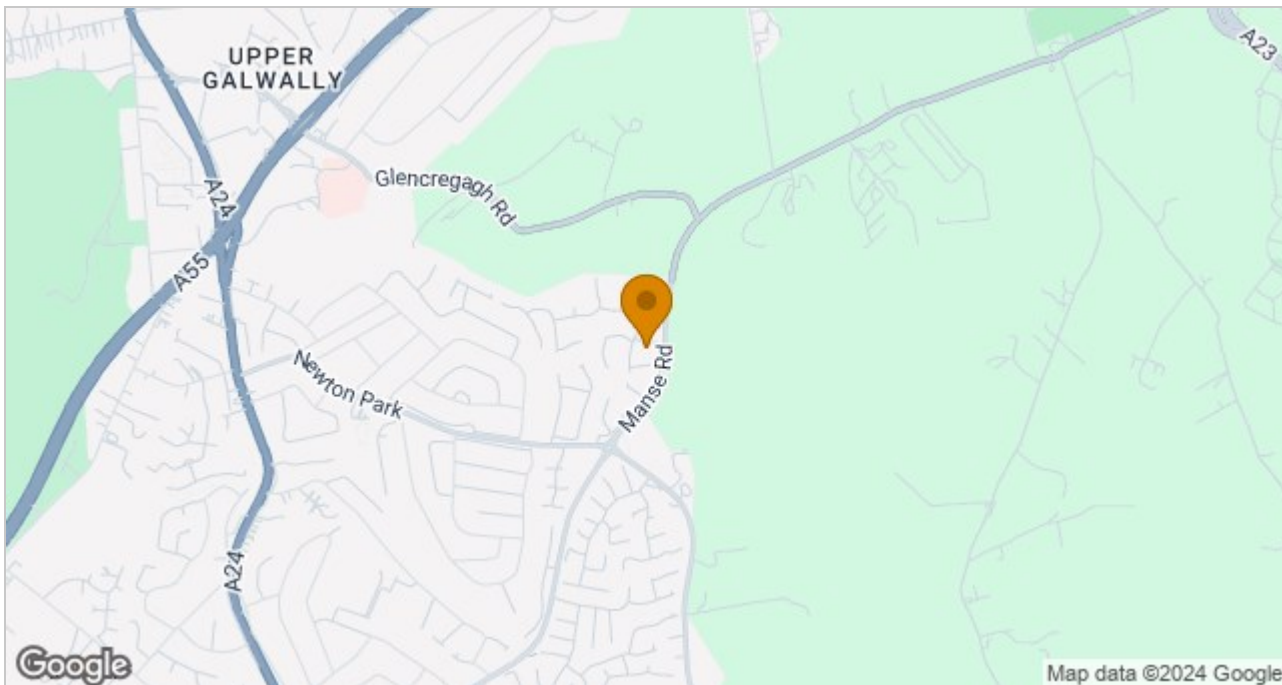 UPPER
GALWALLY
A23
Glencregagh Rd
A24
A55
Newton Park
Manse Rd
A24
Google
Map data ©2024 Google